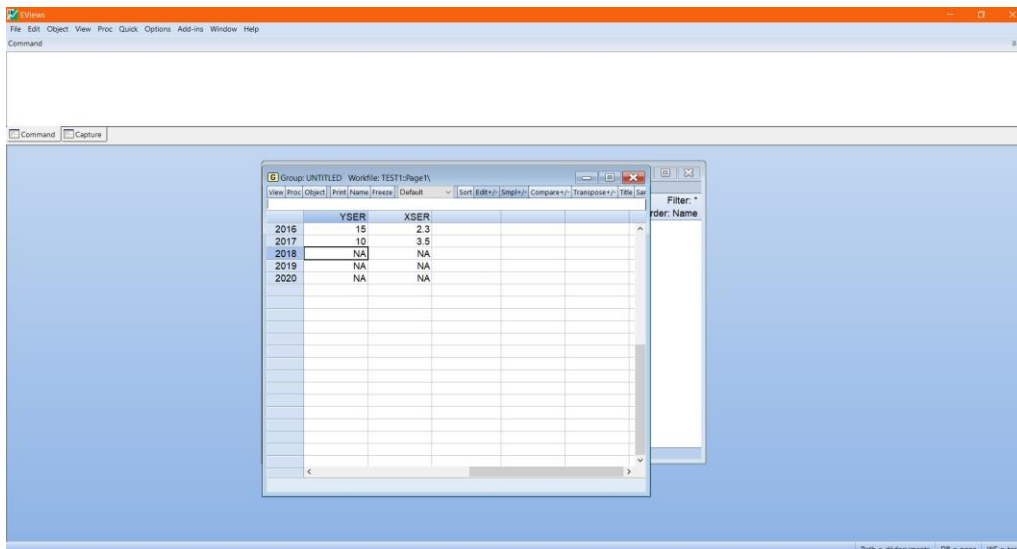 EViews
File Edit Object View Proc Quick Options Add-ins Window Help
Command
Command Capture
Group: UNTITLED Workfile: TEST1::Page1\
View Proc Object Print Name Freeze Default Sort Edit+/- Smpl+/- Compare+/- Transpose+/- Title Sar
Filter: *
rder: Name
YSER XSER
2016 15 2.3
2017 10 3.5
2018 NA NA
2019 NA NA
2020 NA NA